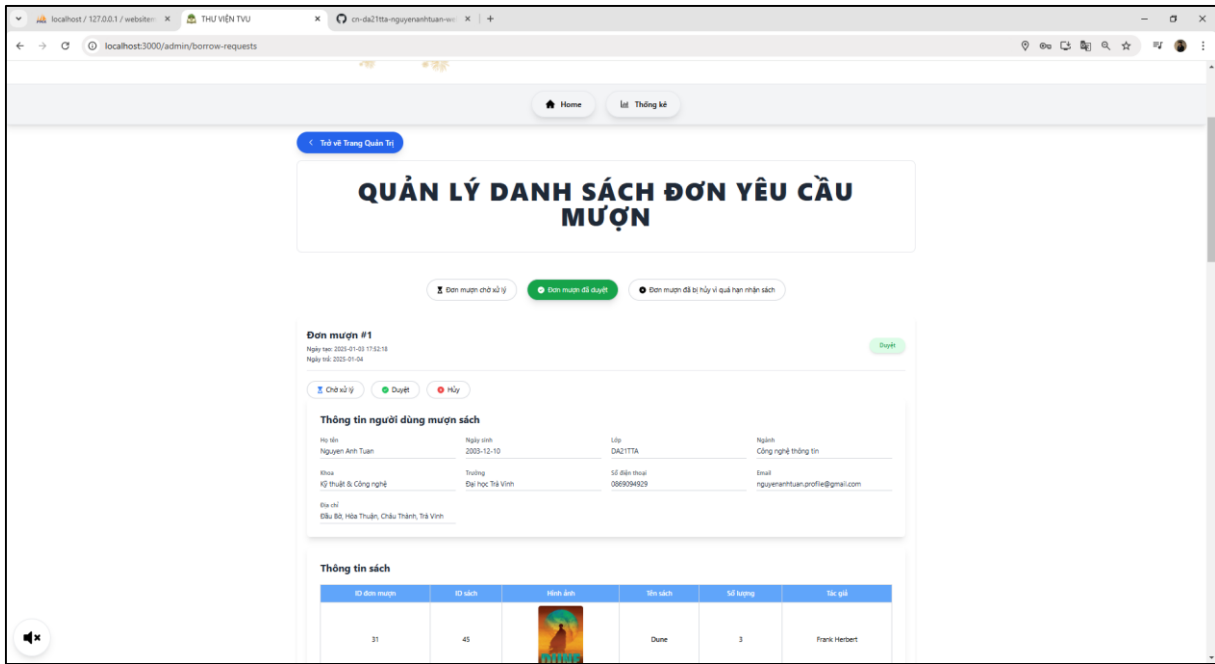 localhost / 127.0.0.1 / websitem
THƯ VIỆN TVU
cn-da21tta-nguyenanhtuan-we
localhost:3000/admin/borrow-requests
Home
Thống kê
Trở về Trang Quản Trị
QUẢN LÝ DANH SÁCH ĐƠN YÊU CẦU
MƯỢN
Đơn mượn chờ xử lý
Đơn mượn đã duyệt
Đơn mượn đã bị hủy vì quá hạn nhận sách
Đơn mượn #1
Ngày tạo: 2025-01-03 17:52:18
Ngày trả: 2025-01-04
Duyệt
Chờ xử lý
Duyệt
Hủy
Thông tin người dùng mượn sách
Họ tên
Ngày sinh
Lớp
Ngành
Nguyen Anh Tuan
2003-12-10
DA21TTA
Công nghệ thông tin
Khoa
Trường
Số điện thoại
Email
Kỹ thuật & Công nghệ
Đại học Trà Vinh
0869094929
nguyenanhtuan.profile@gmail.com
Địa chỉ
Đầu Bờ, Hòa Thuận, Châu Thành, Trà Vinh
Thông tin sách
ID đơn mượn
ID sách
Hình ảnh
Tên sách
Số lượng
Tác giả
31
45
DUNE
Dune
3
Frank Herbert